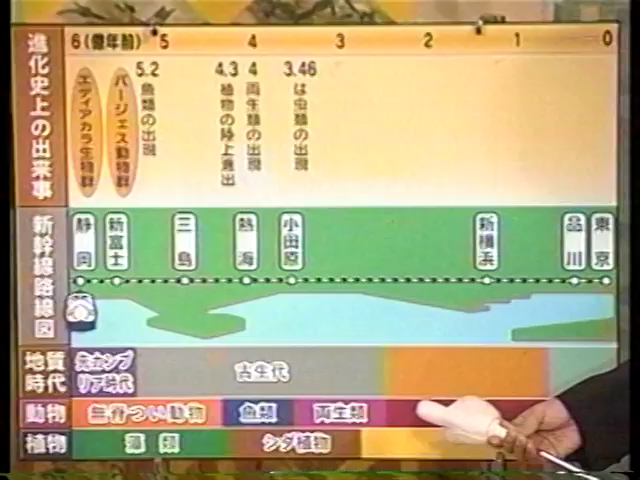 進化史上の出来事
6(億年前) 5 4 3 2 1 0
エディアカラ生物群
バージェス動物群
5.2
魚類の出現
4.3
植物の陸上進出
4
両生類の出現
3.46
は虫類の出現
新幹線路線図
静岡
新富士
三島
熱海
小田原
新横浜
品川
東京
地質時代
先カンブリア時代
古生代
動物
無脊つい動物
魚類
両生類
植物
藻類
シダ植物